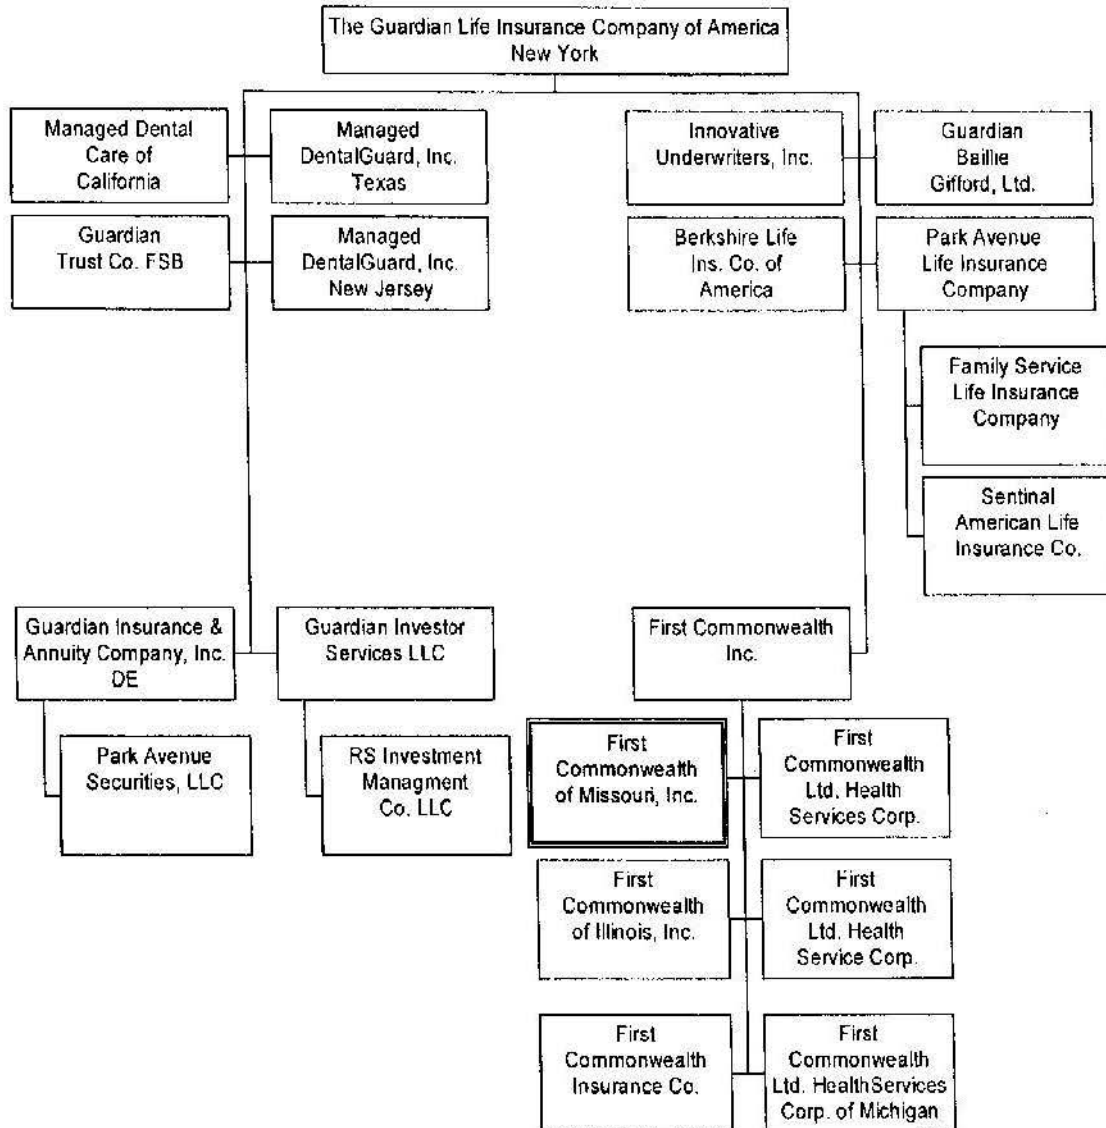 The Guardian Life Insurance Company of America
New York
Managed Dental
Care of
California
Managed
DentalGuard, Inc.
Texas
Innovative
Underwriters, Inc.
Guardian
Baillie
Gifford, Ltd.
Guardian
Trust Co. FSB
Managed
DentalGuard, Inc.
New Jersey
Berkshire Life
Ins. Co. of
America
Park Avenue
Life Insurance
Company
Family Service
Life Insurance
Company
Sentinal
American Life
Insurance Co.
Guardian Insurance &
Annuity Company, Inc.
DE
Guardian Investor
Services LLC
First Commonwealth
Inc.
Park Avenue
Securities, LLC
RS Investment
Managment
Co. LLC
First
Commonwealth
of Missouri, Inc.
First
Commonwealth
Ltd. Health
Services Corp.
First
Commonwealth
of Illinois, Inc.
First
Commonwealth
Ltd. Health
Service Corp.
First
Commonwealth
Insurance Co.
First
Commonwealth
Ltd. HealthServices
Corp. of Michigan